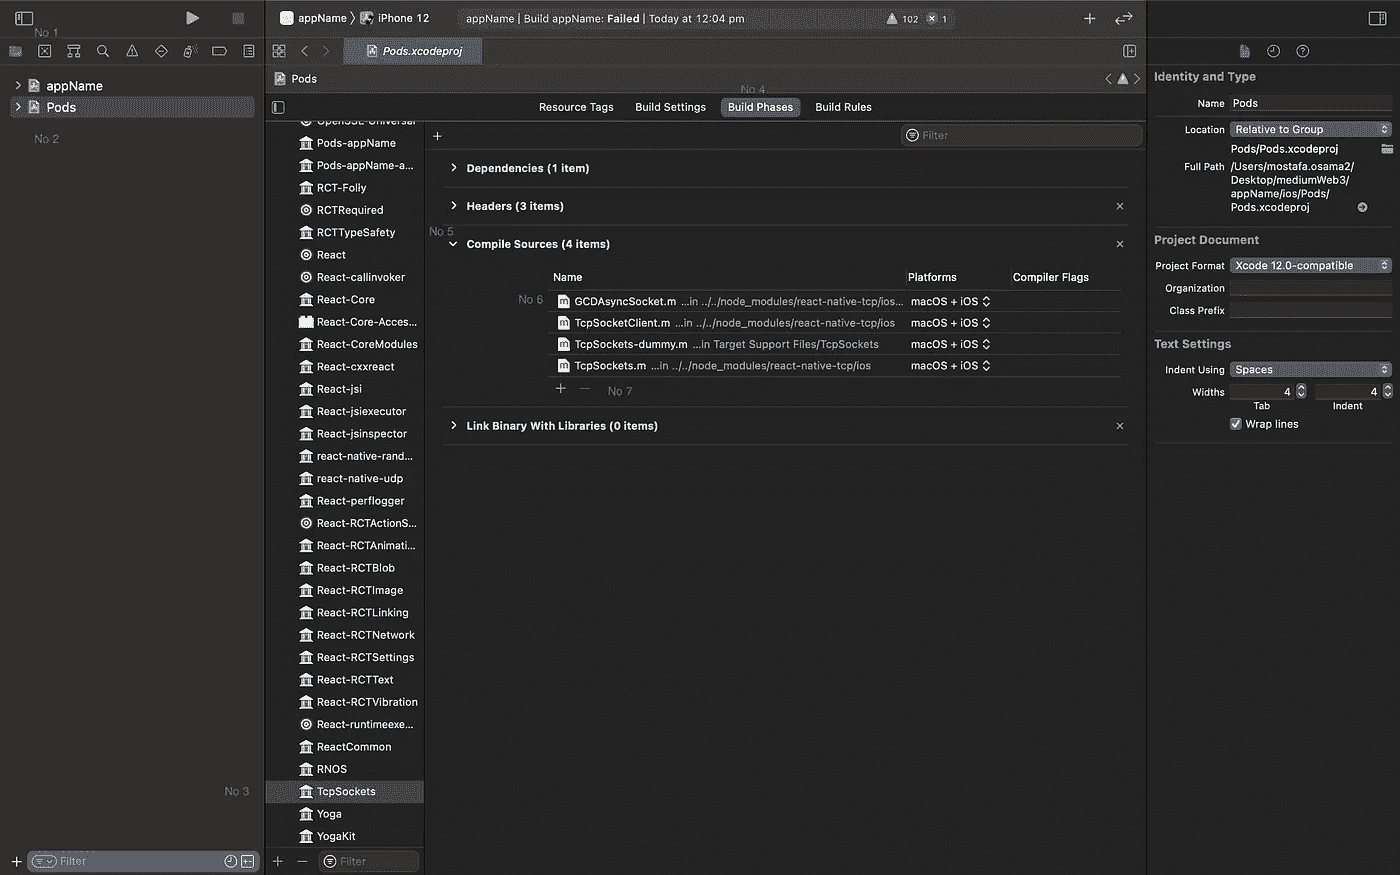 appName 〉 iPhone 12
appName | Build appName: Failed | Today at 12:04 pm
102
1
No 1
Pods.xcodeproj
appName
Pods
No 2
No 3
Filter
Pods
No 4
Resource Tags
Build Settings
Build Phases
Build Rules
OpenSSL-Universal
Pods-appName
Pods-appName-a...
RCT-Folly
RCTRequired
RCTTypeSafety
React
React-callinvoker
React-Core
React-Core-Acces...
React-CoreModules
React-cxxreact
React-jsi
React-jsiexecutor
React-jsinspector
react-native-rand...
react-native-udp
React-perflogger
React-RCTActionS...
React-RCTAnimati...
React-RCTBlob
React-RCTImage
React-RCTLinking
React-RCTNetwork
React-RCTSettings
React-RCTText
React-RCTVibration
React-runtimeexe...
ReactCommon
RNOS
TcpSockets
Yoga
YogaKit
Filter
Filter
Dependencies (1 item)
Headers (3 items)
No 5
Compile Sources (4 items)
Name Platforms Compiler Flags
No 6
GCDAsyncSocket.m ...in ../../node_modules/react-native-tcp/ios... macOS + iOS
TcpSocketClient.m ...in ../../node_modules/react-native-tcp/ios macOS + iOS
TcpSockets-dummy.m ...in Target Support Files/TcpSockets macOS + iOS
TcpSockets.m ...in ../../node_modules/react-native-tcp/ios macOS + iOS
No 7
Link Binary With Libraries (0 items)
Identity and Type
Name Pods
Location Relative to Group
Pods/Pods.xcodeproj
Full Path /Users/mostafa.osama2/
Desktop/mediumWeb3/
appName/ios/Pods/
Pods.xcodeproj
Project Document
Project Format Xcode 12.0-compatible
Organization
Class Prefix
Text Settings
Indent Using Spaces
Widths 4 4
Tab Indent
Wrap lines